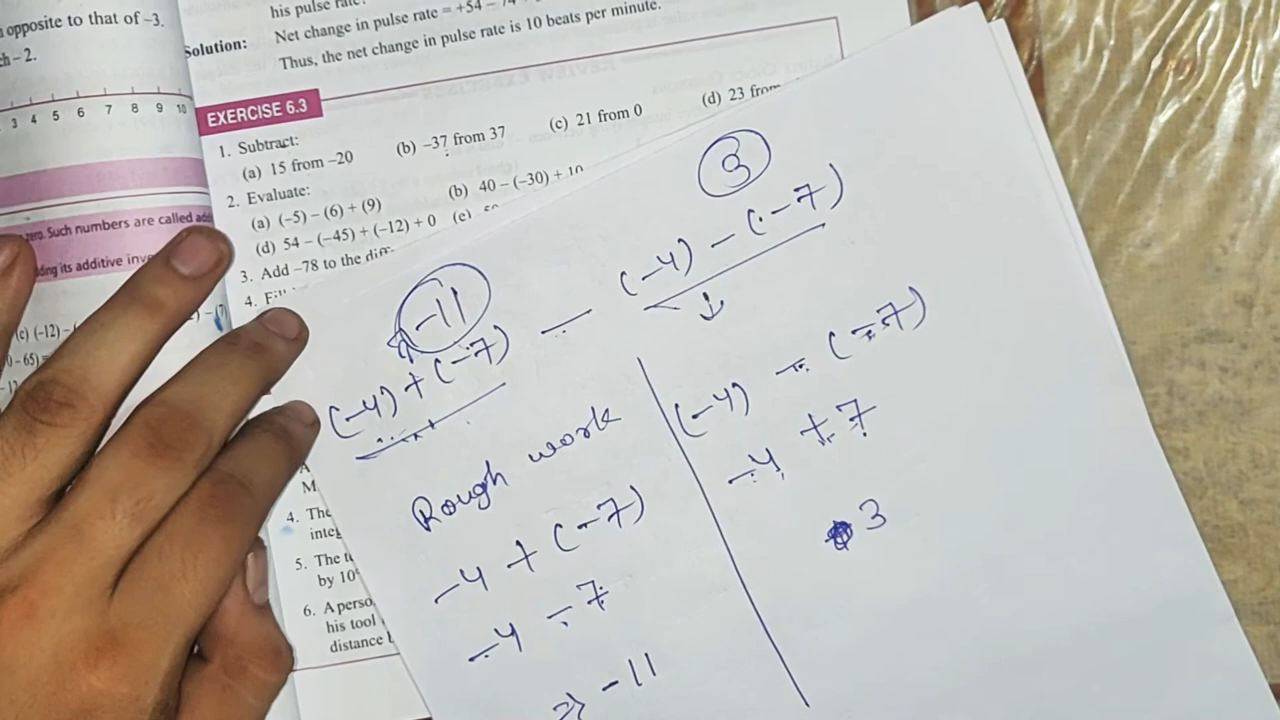 opposite to that of –3.
– 2.
3 4 5 6 7 8 9 10
zero. Such numbers are called
its additive
(c) (–12) –
his pulse rate.
Net change in pulse rate = +54 –
Solution:
Thus, the net change in pulse rate is 10 beats per minute.
EXERCISE 6.3
1. Subtract:
(a) 15 from –20 (b) –37 from 37 (c) 21 from 0 (d) 23 from
2. Evaluate:
(a) (–5) – (6) + (9) (b) 40 – (–30) + 10
(d) 54 – (–45) + (–12) + 0 (e)
3. Add –78 to the
4.
4. The
5. The
by
6. A
his tool
distance
3
-11
(-4) + (-7) — (-4) - (-7)
Rough work
-4 + (-7)
-4 - 7
⇒ -11
(-4) - (-7)
-4 + 7
3